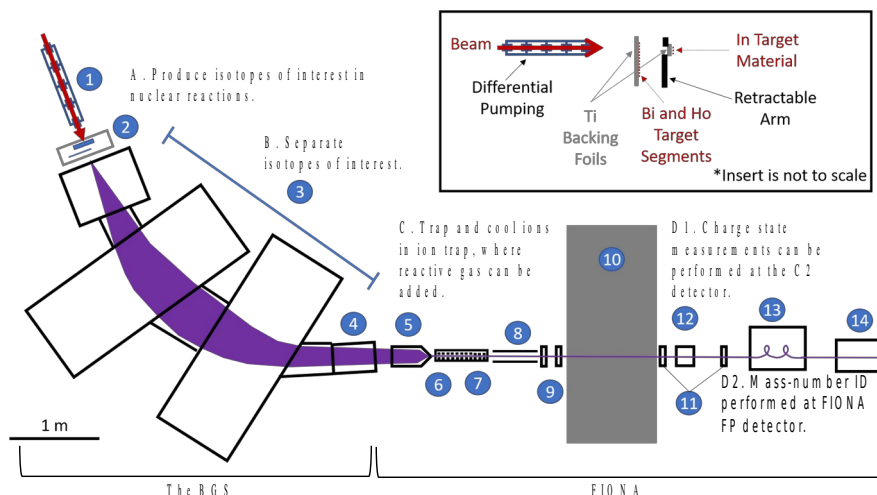 Beam
Differential
Pumping
Ti
Backing
Foils
Bi and Ho
Target
Segments
In Target
Material
Retractable
Arm
*Insert is not to scale
1
A. Produce isotopes of interest in
nuclear reactions.
2
B. Separate
isotopes of interest.
3
C. Trap and cool ions
in ion trap, where
reactive gas can be
added.
D1. Charge state
measurements can be
performed at the C2
detector.
10
4
5
6
7
8
9
12
13
14
11
D2. Mass-number ID
performed at FIONA
FP detector.
1 m
The BGS
FIONA